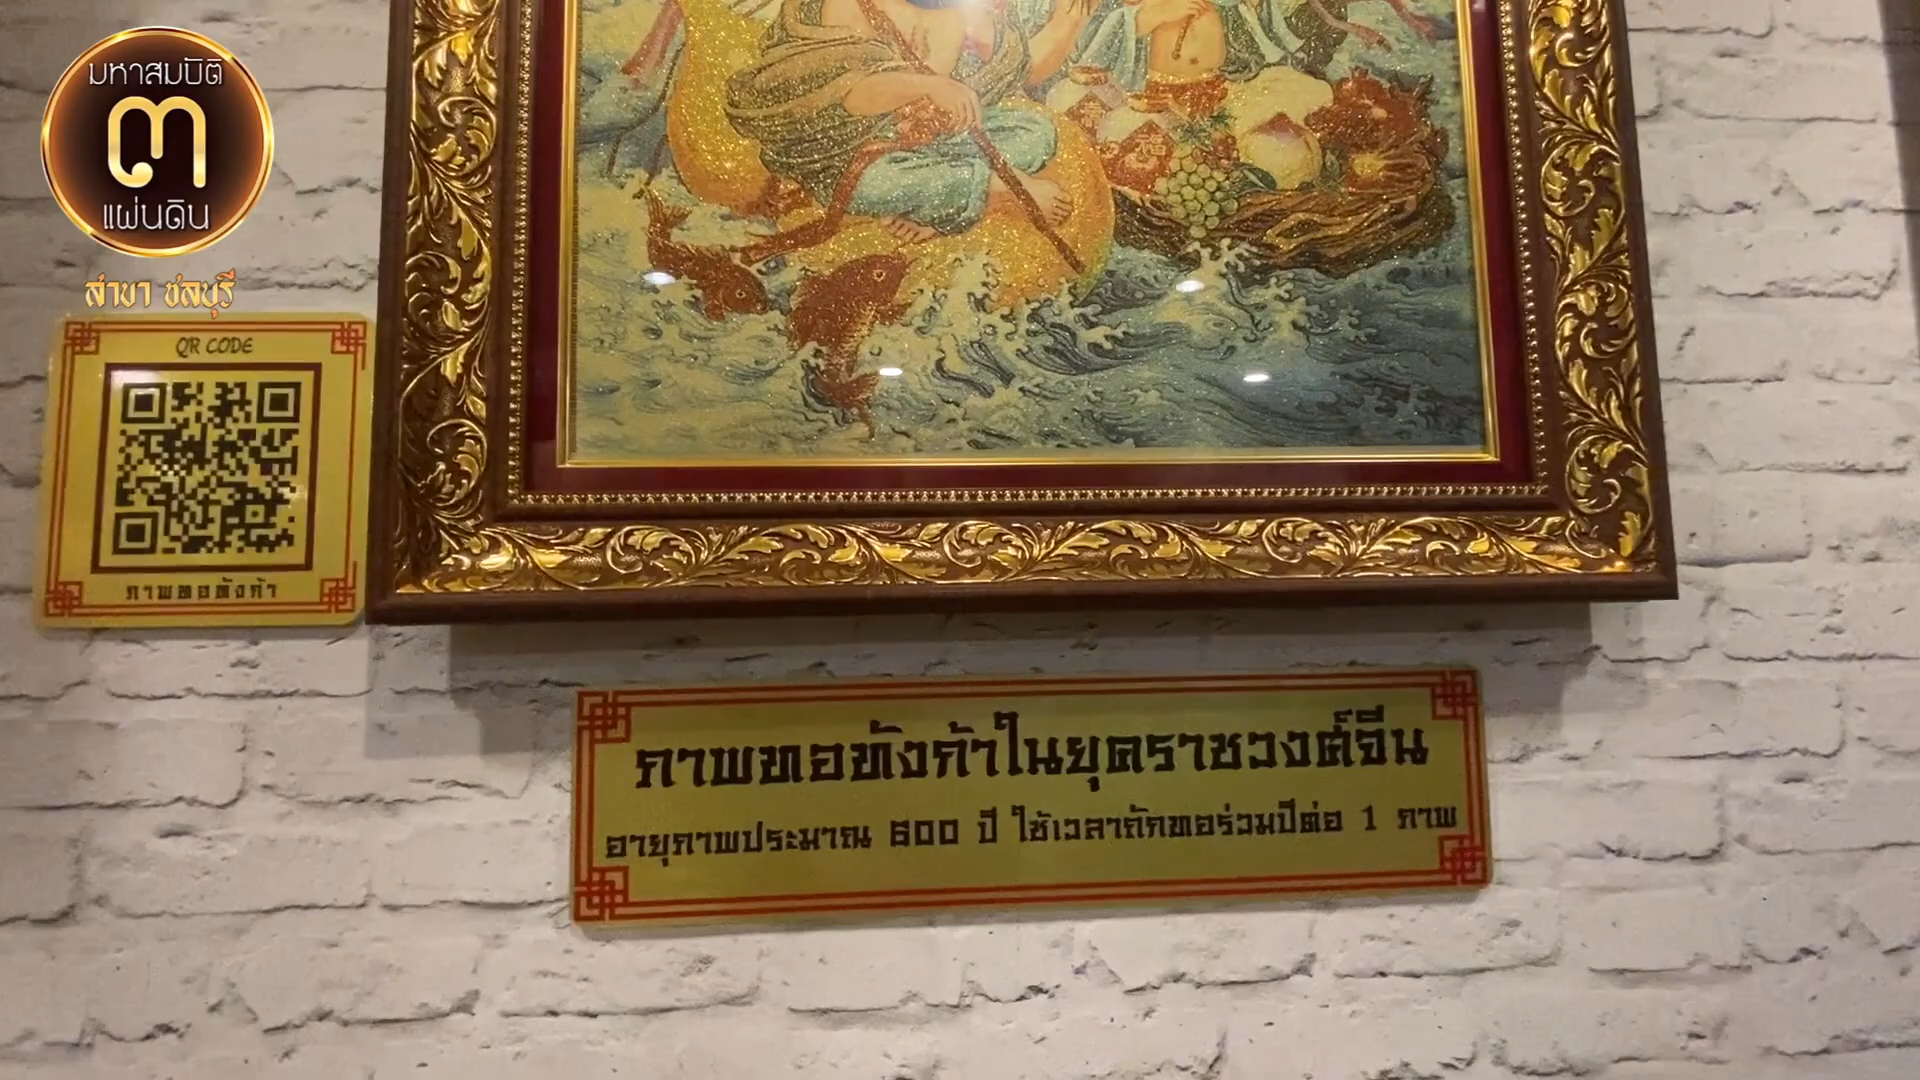 มหาสมบัติ
๓
แผ่นดิน
สาขา ชลบุรี
QR CODE
ภาพทอทังก้า
ภาพทอทังก้าในยุคราชวงศ์จีน
อายุภาพประมาณ 600 ปี ใช้เวลาถักทอร่วมปีต่อ 1 ภาพ